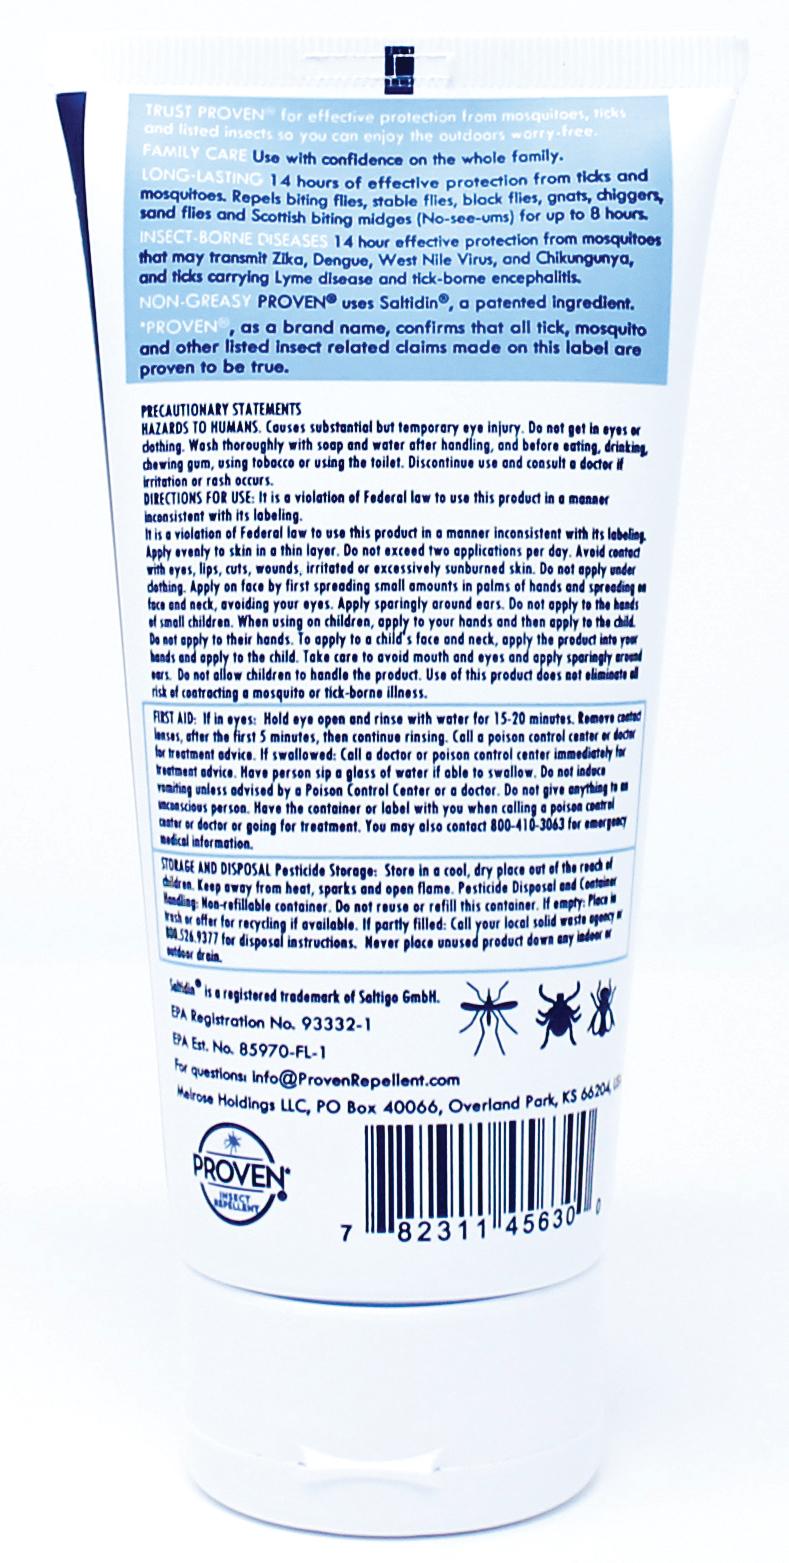 TRUST PROVEN® for effective protection from mosquitoes, ticks
and listed insects so you can enjoy the outdoors worry-free.
FAMILY CARE Use with confidence on the whole family.
LONG-LASTING 14 hours of effective protection from ticks and
mosquitoes. Repels biting flies, stable flies, black flies, gnats, chiggers,
sand flies and Scottish biting midges (No-see-ums) for up to 8 hours.
INSECT-BORNE DISEASES 14 hour effective protection from mosquitoes
that may transmit Zika, Dengue, West Nile Virus, and Chikungunya,
and ticks carrying Lyme disease and tick-borne encephalitis.
NON-GREASY PROVEN® uses Saltidin®, a patented ingredient.
*PROVEN®, as a brand name, confirms that all tick, mosquito
and other listed insect related claims made on this label are
proven to be true.
PRECAUTIONARY STATEMENTS
HAZARDS TO HUMANS. Causes substantial but temporary eye injury. Do not get in eyes or
clothing. Wash thoroughly with soap and water after handling, and before eating, drinking,
chewing gum, using tobacco or using the toilet. Discontinue use and consult a doctor if
irritation or rash occurs.
DIRECTIONS FOR USE: It is a violation of Federal law to use this product in a manner
inconsistent with its labeling.
It is a violation of Federal law to use this product in a manner inconsistent with its labeling.
Apply evenly to skin in a thin layer. Do not exceed two applications per day. Avoid contact
with eyes, lips, cuts, wounds, irritated or excessively sunburned skin. Do not apply under
clothing. Apply on face by first spreading small amounts in palms of hands and spreading on
face and neck, avoiding your eyes. Apply sparingly around ears. Do not apply to the hands
of small children. When using on children, apply to your hands and then apply to the child.
Do not apply to their hands. To apply to a child's face and neck, apply the product into your
hands and apply to the child. Take care to avoid mouth and eyes and apply sparingly around
ears. Do not allow children to handle the product. Use of this product does not eliminate all
risk of contracting a mosquito or tick-borne illness.
FIRST AID: If in eyes: Hold eye open and rinse with water for 15-20 minutes. Remove contact
lenses, after the first 5 minutes, then continue rinsing. Call a poison control center or doctor
for treatment advice. If swallowed: Call a doctor or poison control center immediately for
treatment advice. Have person sip a glass of water if able to swallow. Do not induce
vomiting unless advised by a Poison Control Center or a doctor. Do not give anything to an
unconscious person. Have the container or label with you when calling a poison control
center or doctor or going for treatment. You may also contact 800-410-3063 for emergency
medical information.
STORAGE AND DISPOSAL Pesticide Storage: Store in a cool, dry place out of the reach of
children. Keep away from heat, sparks and open flame. Pesticide Disposal and Container
Handling: Non-refillable container. Do not reuse or refill this container. If empty: Place in
trash or offer for recycling if available. If partly filled: Call your local solid waste agency or
800.526.9377 for disposal instructions. Never place unused product down any indoor or
outdoor drain.
Saltidin® is a registered trademark of Saltigo GmbH.
EPA Registration No. 93332-1
EPA Est. No. 85970-FL-1
For questions: info@ProvenRepellent.com
Melrose Holdings LLC, PO Box 40066, Overland Park, KS 66204, USA
PROVEN®
INSECT
REPELLENT
7 82311 45630 0